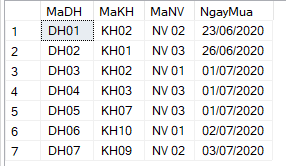 MaDH MaKH MaNV NgayMua
1 DH01 KH02 NV 02 23/06/2020
2 DH02 KH01 NV 03 26/06/2020
3 DH03 KH02 NV 01 01/07/2020
4 DH04 KH03 NV 03 01/07/2020
5 DH05 KH07 NV 03 01/07/2020
6 DH06 KH10 NV 01 02/07/2020
7 DH07 KH09 NV 02 03/07/2020